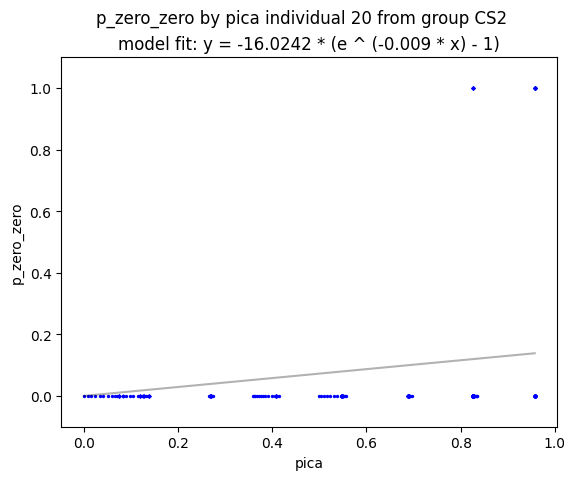 p_zero_zero by pica individual 20 from group CS2
model fit: y = -16.0242 * (e ^ (-0.009 * x) - 1)
1.0
0.8
0.6
0.4
0.2
0.0
p_zero_zero
0.0 0.2 0.4 0.6 0.8 1.0
pica